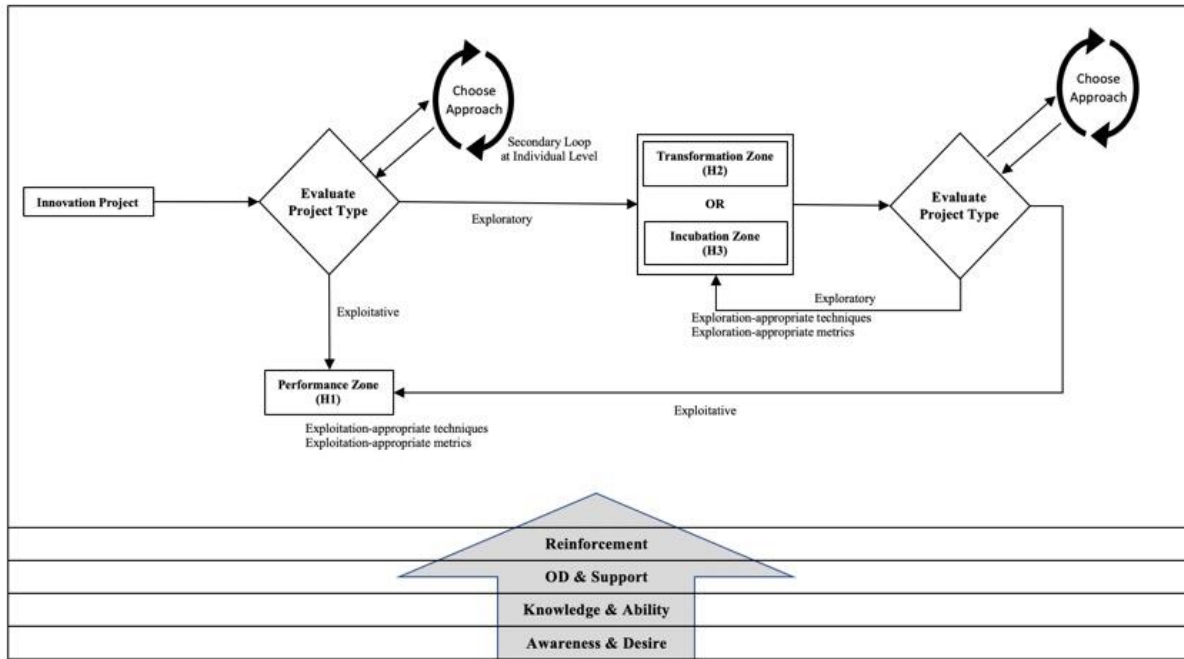 Choose
Approach
Secondary Loop
at Individual Level
Innovation Project
Evaluate
Project Type
Exploratory
Exploitative
Performance Zone
(H1)
Exploitation-appropriate techniques
Exploitation-appropriate metrics
Transformation Zone
(H2)
OR
Incubation Zone
(H3)
Choose
Approach
Evaluate
Project Type
Exploratory
Exploration-appropriate techniques
Exploration-appropriate metrics
Exploitative
Reinforcement
OD & Support
Knowledge & Ability
Awareness & Desire